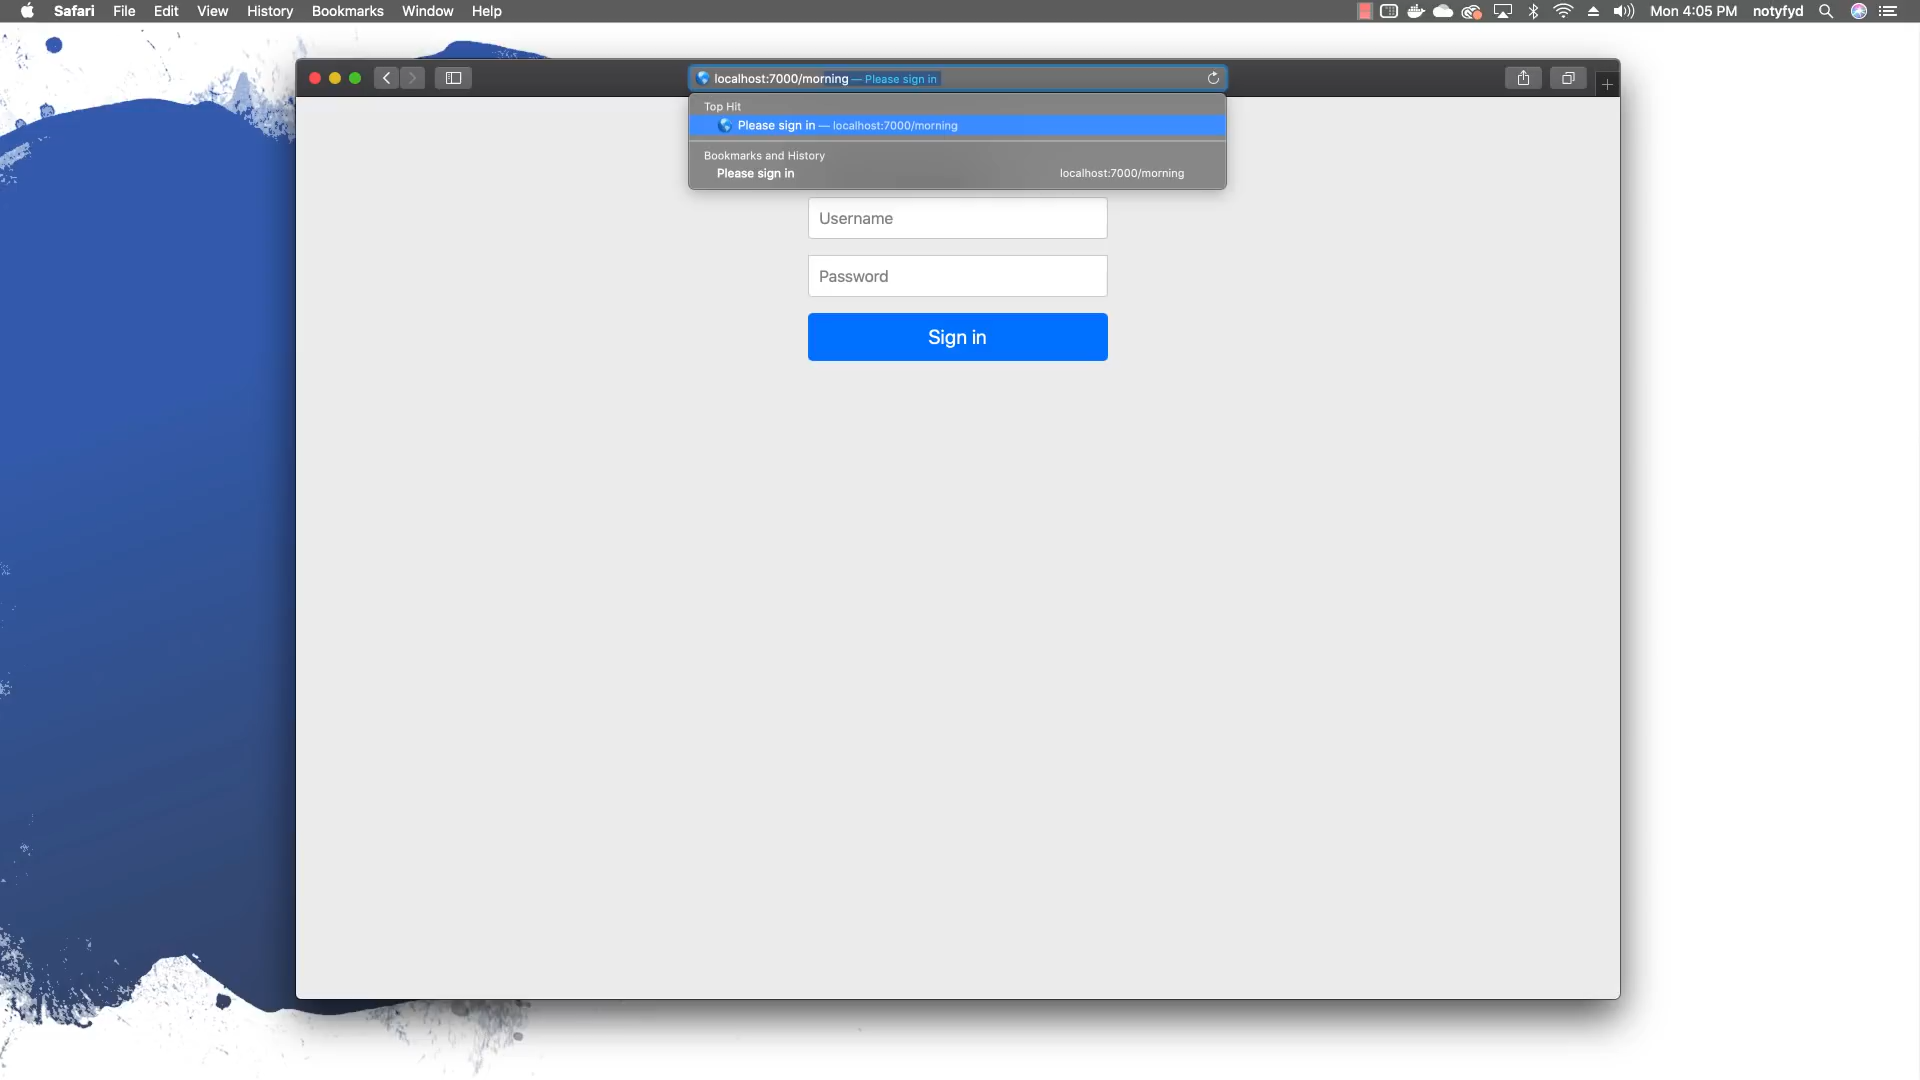 Safari File Edit View History Bookmarks Window Help Mon 4:05 PM notyfyd
localhost:7000/morning — Please sign in
Top Hit
Please sign in — localhost:7000/morning
Bookmarks and History
Please sign in localhost:7000/morning
Username
Password
Sign in